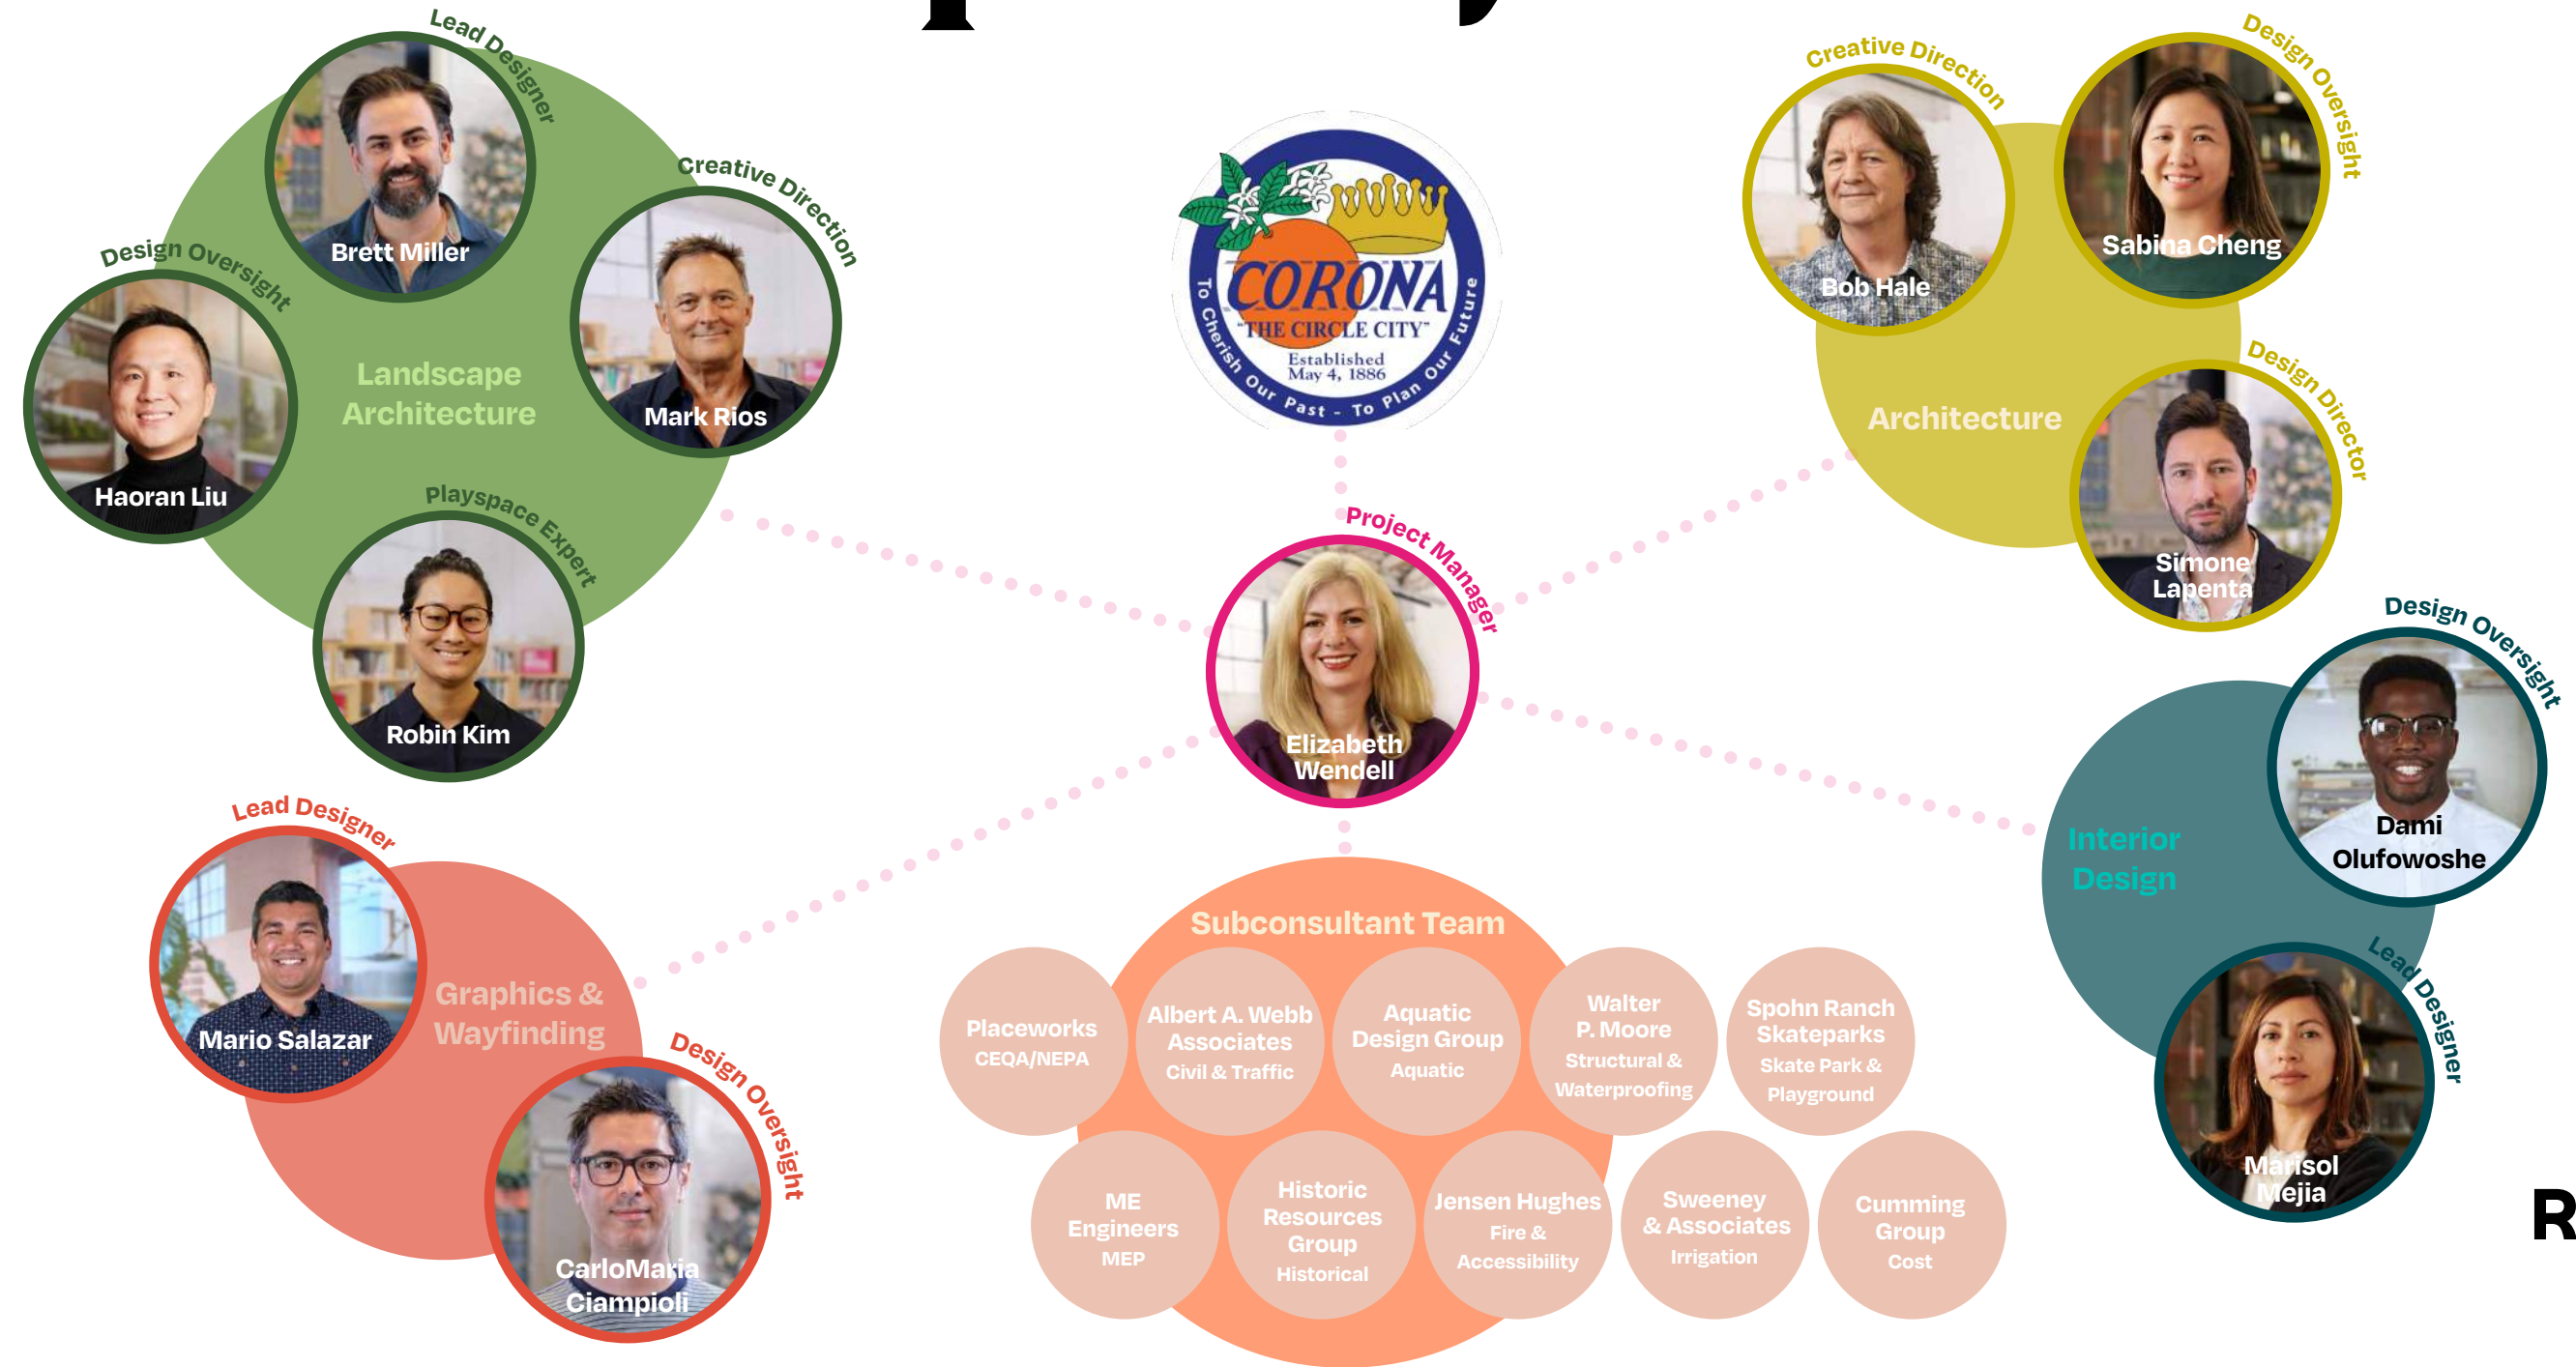 Lead Designer
Brett Miller
Creative Direction
Mark Rios
Design Oversight
Haoran Liu
Landscape
Architecture
Playspace Expert
Robin Kim
CORONA
"THE CIRCLE CITY"
Established
May 4, 1886
To Cherish Our Past - To Plan Our Future
Creative Direction
Bob Hale
Design Oversight
Sabina Cheng
Architecture
Design Director
Simone
Lapenta
Project Manager
Elizabeth
Wendell
Design Oversight
Dami
Olufowoshe
Interior
Design
Lead Designer
Marisol
Mejia
Lead Designer
Mario Salazar
Graphics &
Wayfinding
Design Oversight
CarloMaria
Ciampioli
Subconsultant Team
Placeworks
CEQA/NEPA
Albert A. Webb
Associates
Civil & Traffic
Aquatic
Design Group
Aquatic
Walter
P. Moore
Structural &
Waterproofing
Spohn Ranch
Skateparks
Skate Park &
Playground
ME
Engineers
MEP
Historic
Resources
Group
Historical
Jensen Hughes
Fire &
Accessibility
Sweeney
& Associates
Irrigation
Cumming
Group
Cost
R